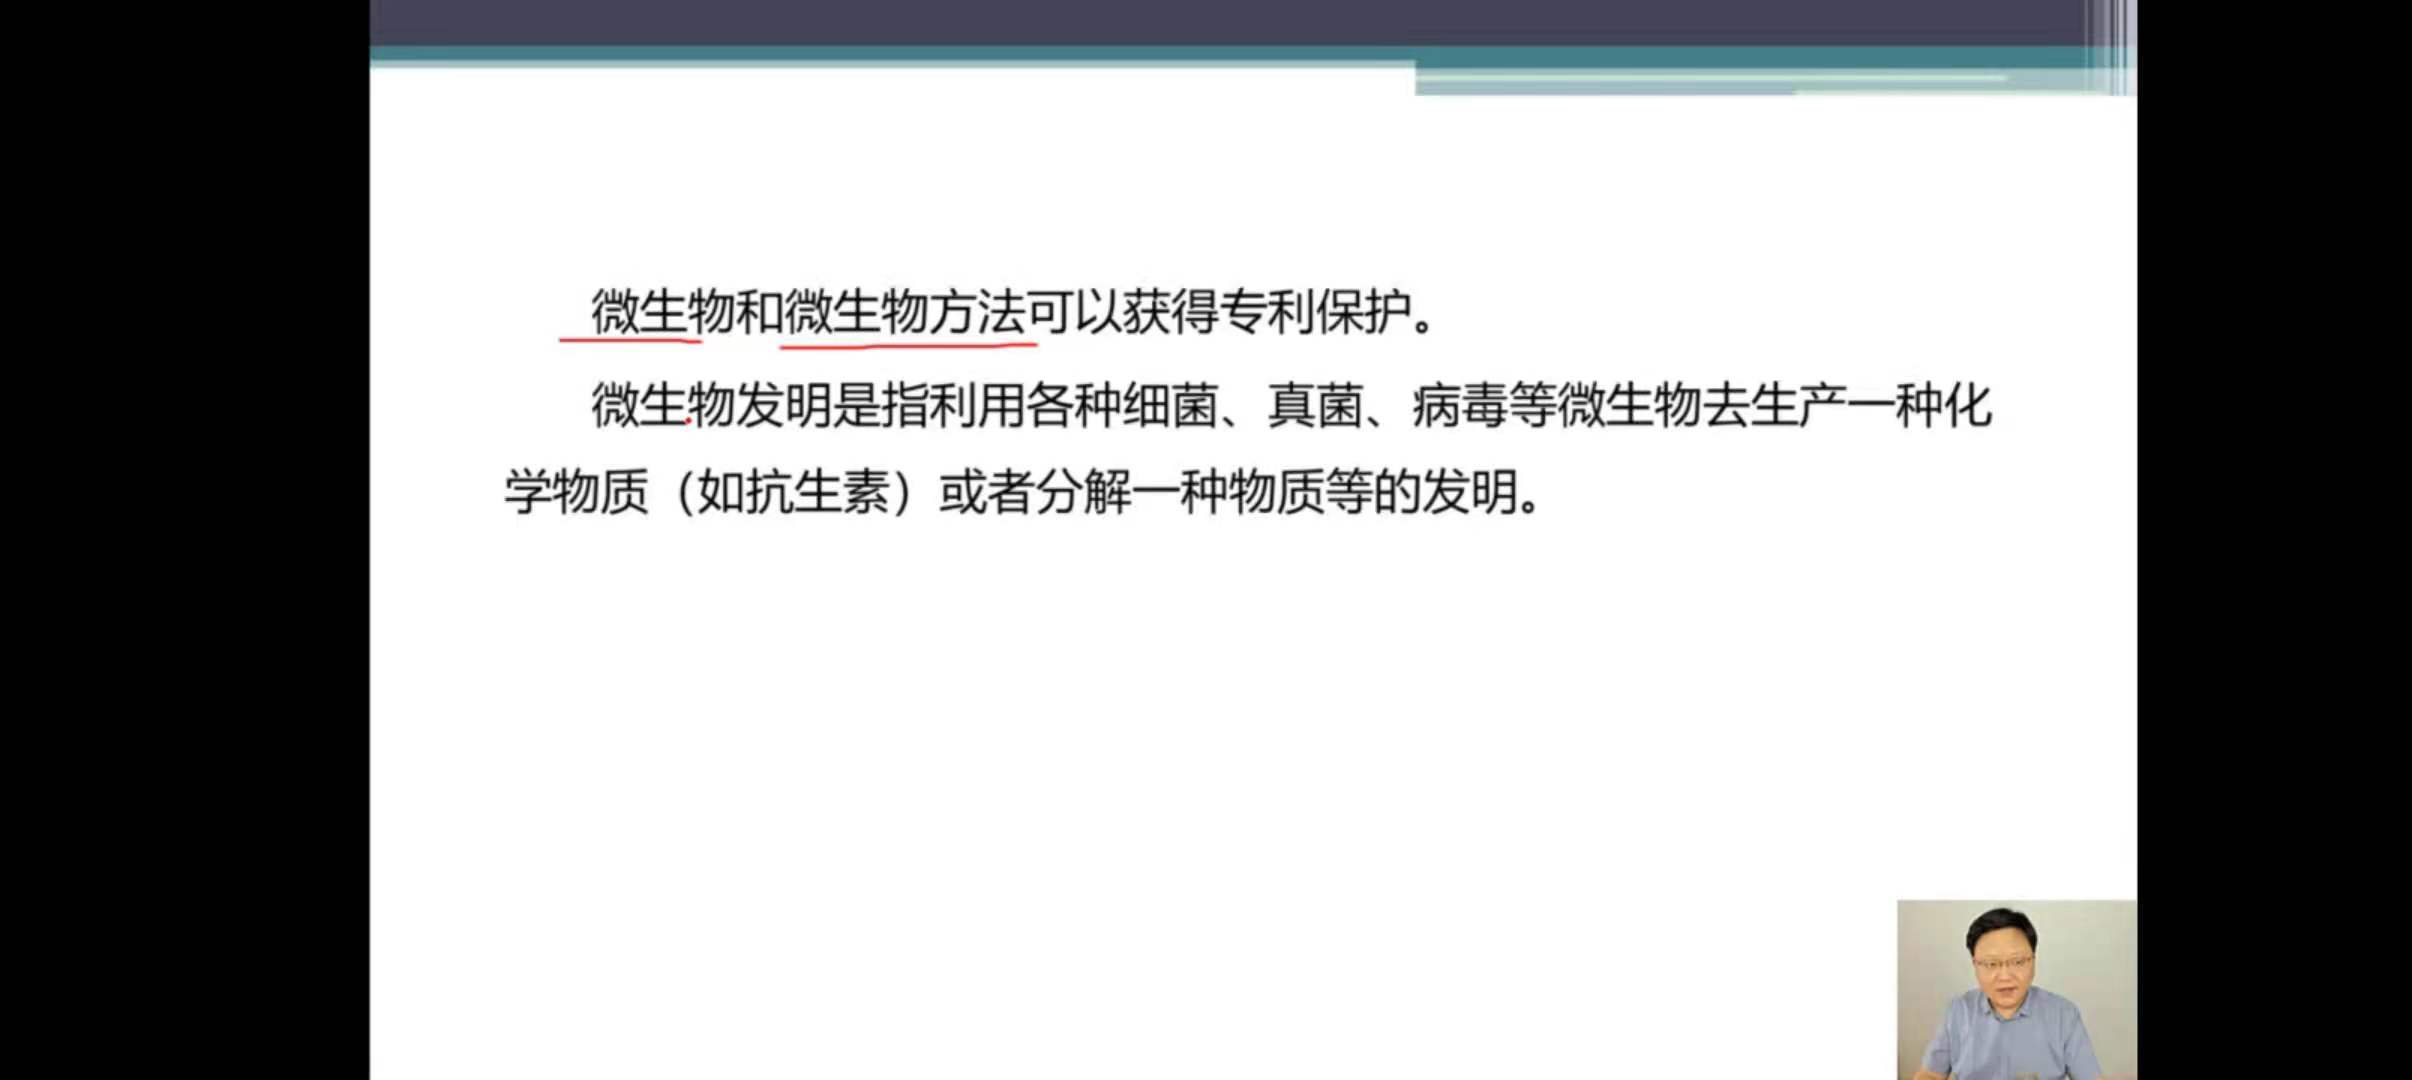 微生物和微生物方法可以获得专利保护。
微生物发明是指利用各种细菌、真菌、病毒等微生物去生产一种化
学物质（如抗生素）或者分解一种物质等的发明。